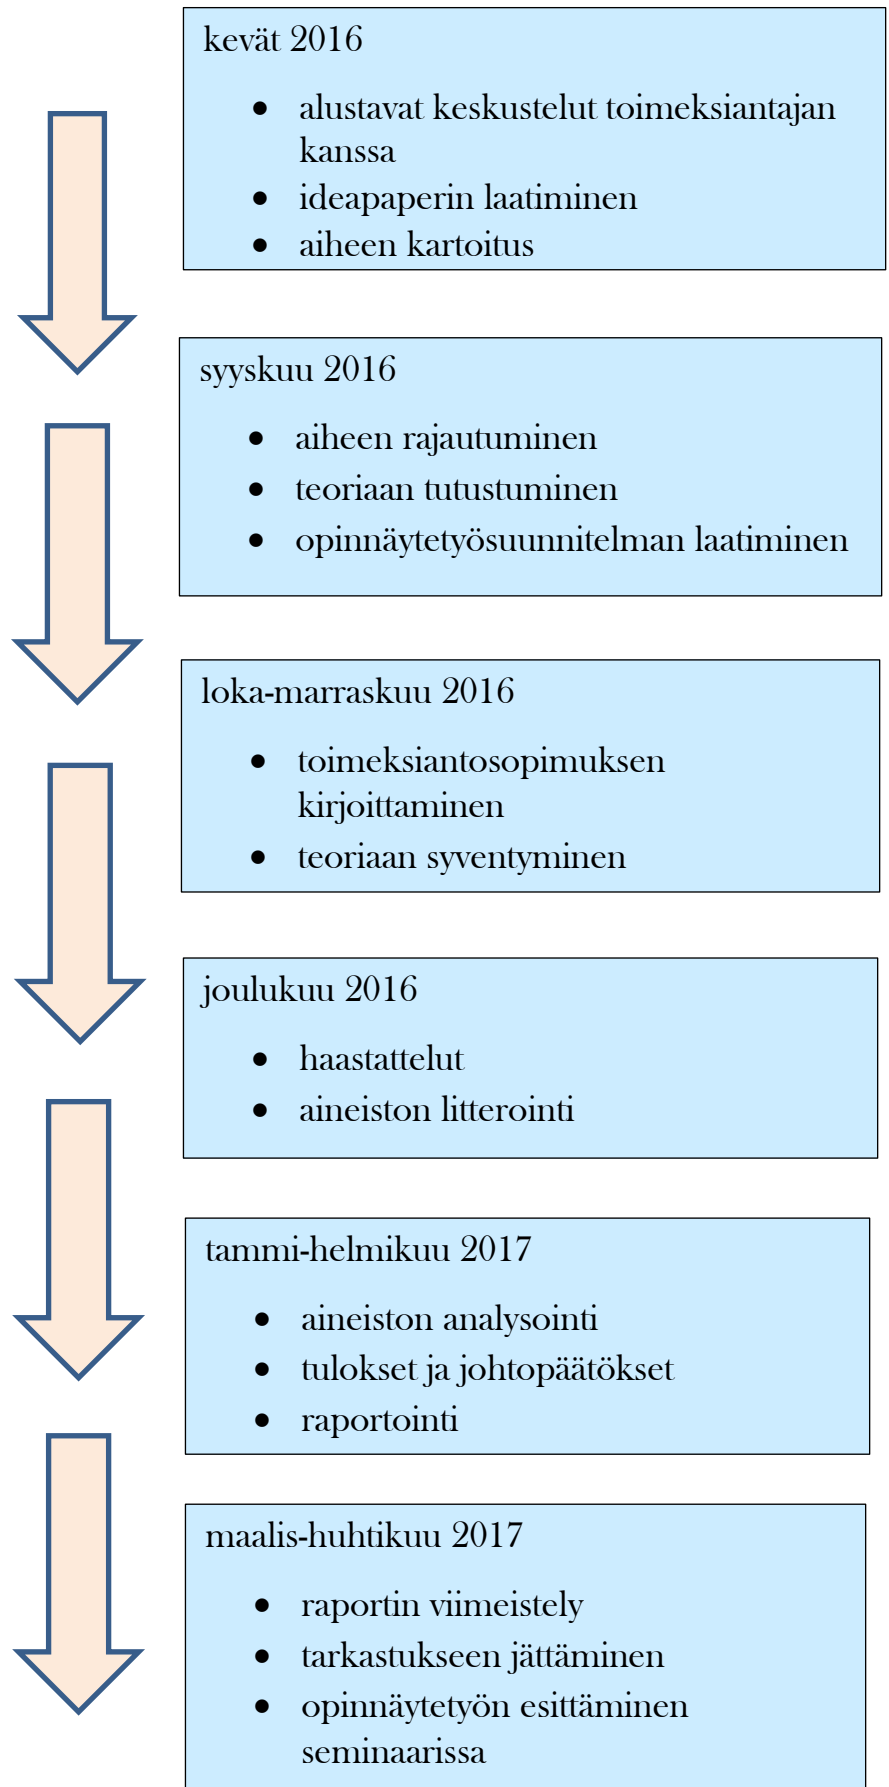 kevät 2016
• alustavat keskustelut toimeksiantajan
kanssa
• ideapaperin laatiminen
• aiheen kartoitus
syyskuu 2016
• aiheen rajautuminen
• teoriaan tutustuminen
• opinnäytetyösuunnitelman laatiminen
loka-marraskuu 2016
• toimeksiantosopimuksen
kirjoittaminen
• teoriaan syventyminen
joulukuu 2016
• haastattelut
• aineiston litterointi
tammi-helmikuu 2017
• aineiston analysointi
• tulokset ja johtopäätökset
• raportointi
maalis-huhtikuu 2017
• raportin viimeistely
• tarkastukseen jättäminen
• opinnäytetyön esittäminen
seminaarissa